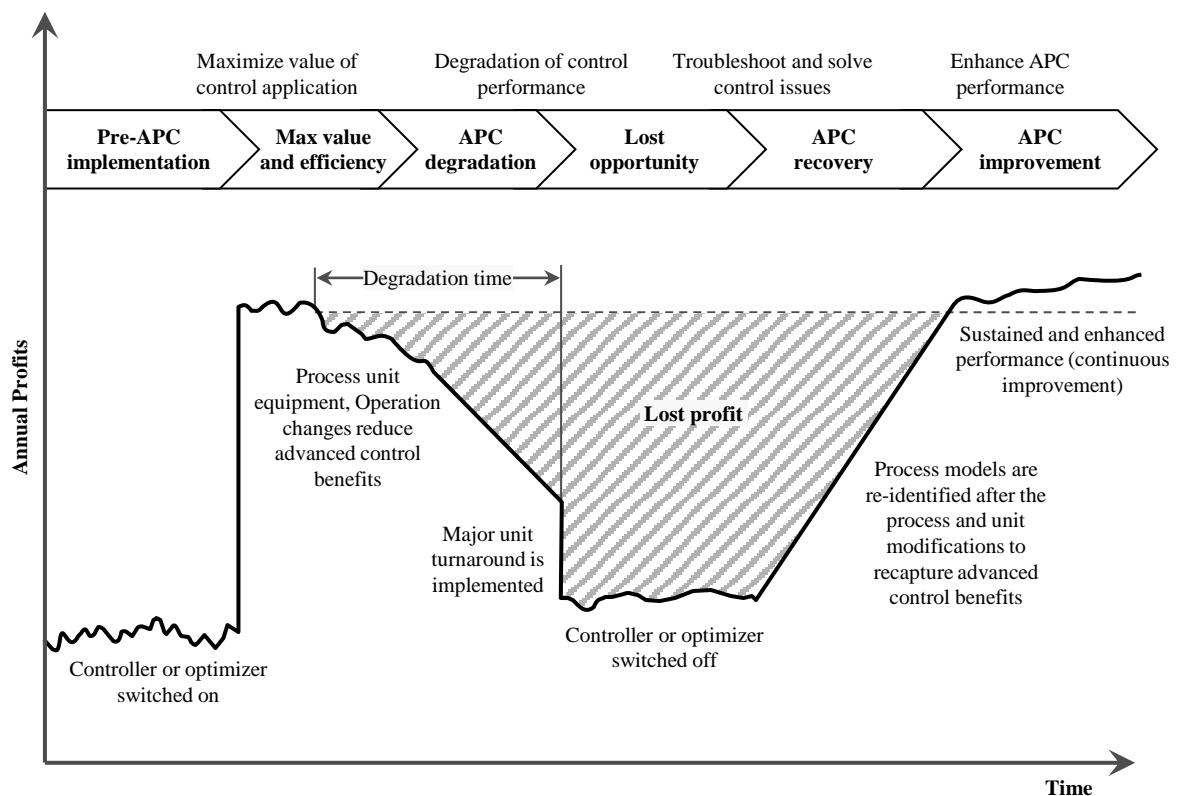 Maximize value of
control application
Degradation of control
performance
Troubleshoot and solve
control issues
Enhance APC
performance
Pre-APC
implementation
Max value
and efficiency
APC
degradation
Lost
opportunity
APC
recovery
APC
improvement
Degradation time
Sustained and enhanced
performance (continuous
improvement)
Process unit
equipment, Operation
changes reduce
advanced control
benefits
Lost profit
Annual Profits
Process models are
re-identified after the
process and unit
modifications to
recapture advanced
control benefits
Major unit
turnaround is
implemented
Controller or optimizer
switched off
Controller or optimizer
switched on
Time